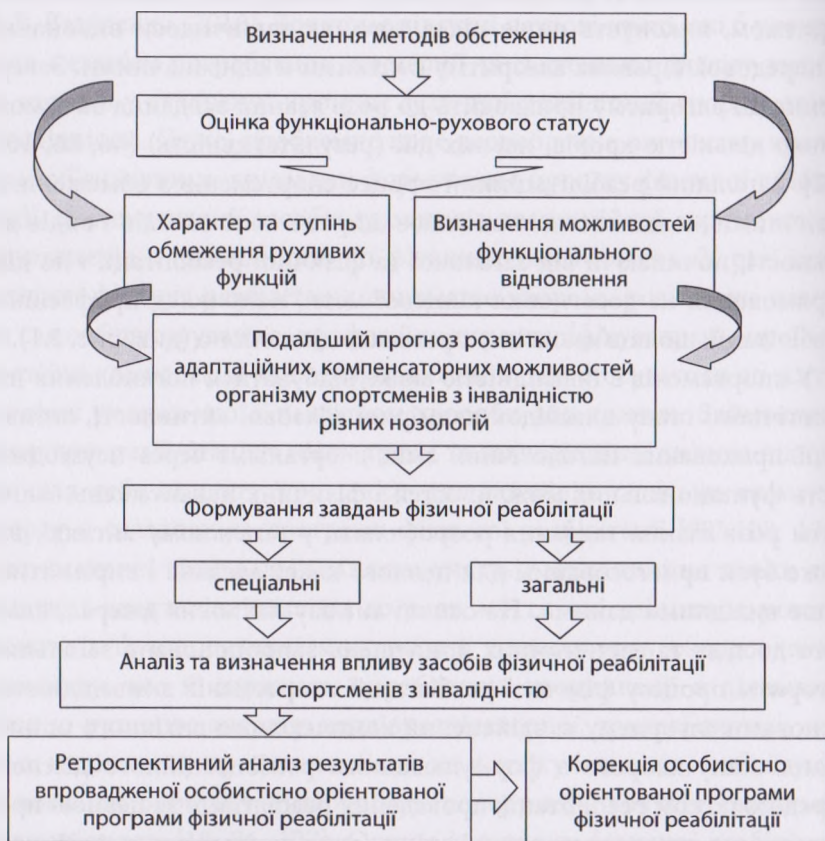 Визначення методів обстеження
Оцінка функціонально-рухового статусу
Характер та ступінь
обмеження рухливих
функцій
Визначення можливостей
функціонального
відновлення
Подальший прогноз розвитку
адаптаційних, компенсаторних можливостей
організму спортсменів з інвалідністю
різних нозологій
Формування завдань фізичної реабілітації
спеціальні
загальні
Аналіз та визначення впливу засобів фізичної реабілітації
спортсменів з інвалідністю
Ретроспективний аналіз результатів
впровадженої особистісно орієнтованої
програми фізичної реабілітації
Корекція особистісно
орієнтованої програми
фізичної реабілітації